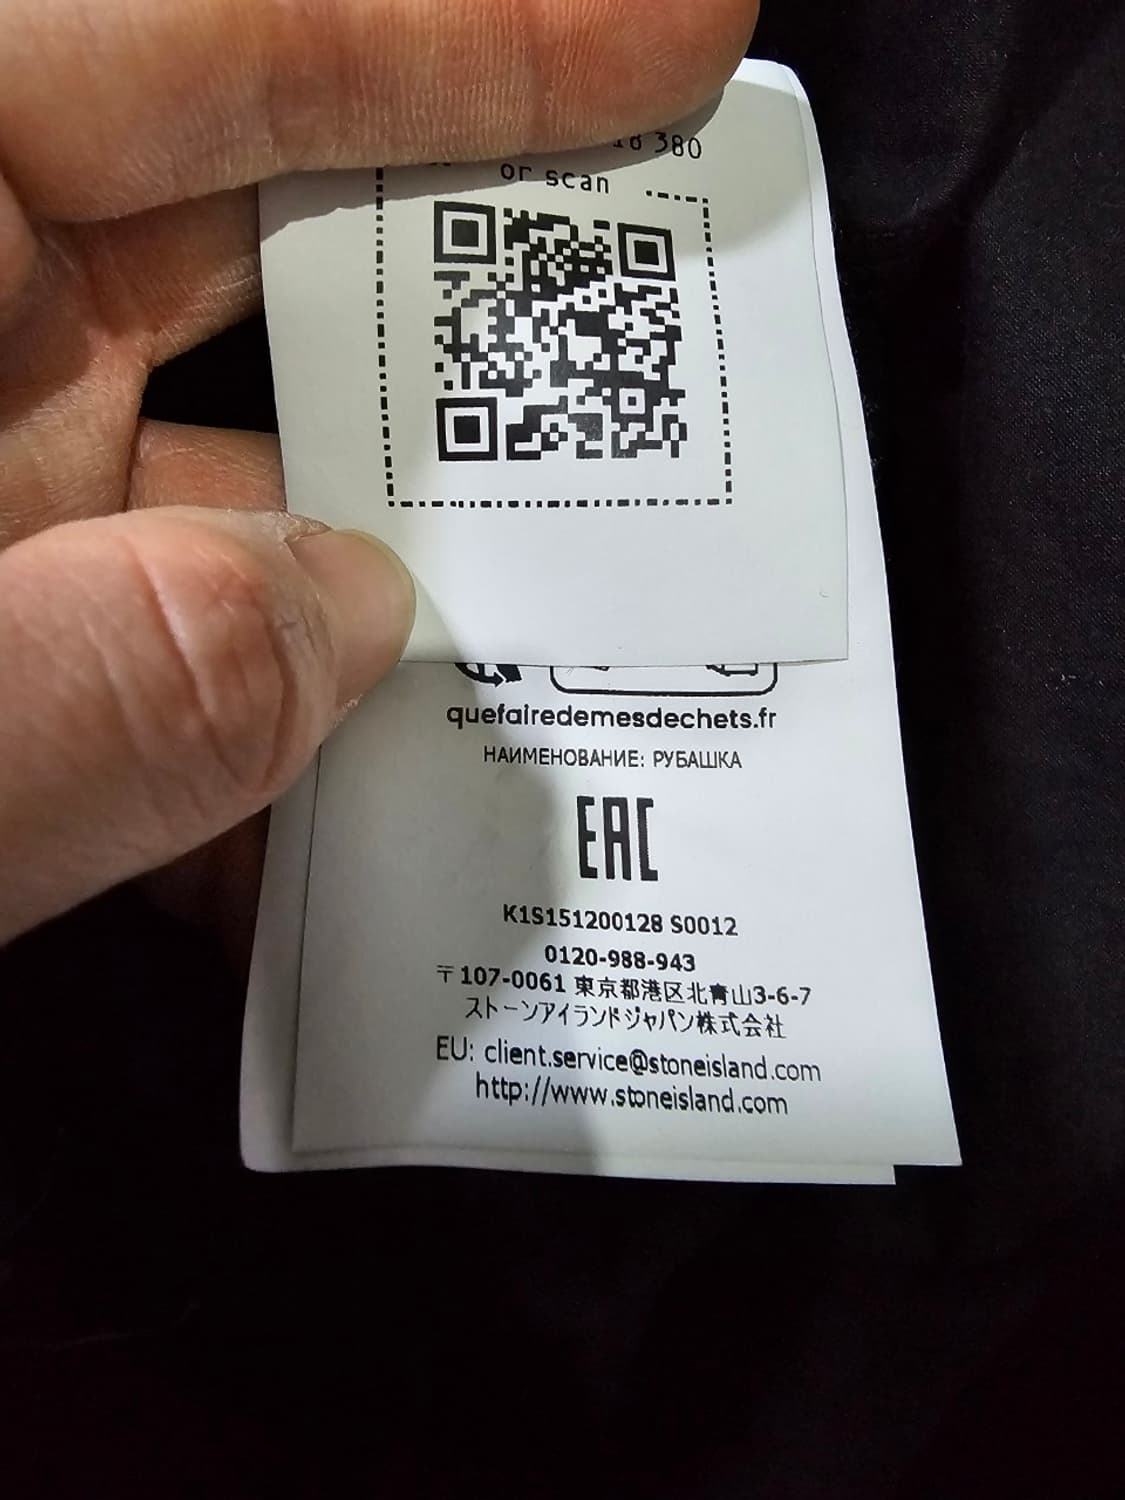 18 380
or scan
quefairedemesdechets.fr
НАИМЕНОВАНИЕ: РУБАШКА
EAC
K1S151200128 S0012
0120-988-943
〒107-0061 東京都港区北青山3-6-7
ストーンアイランドジャパン株式会社
EU: client.service@stoneisland.com
http://www.stoneisland.com